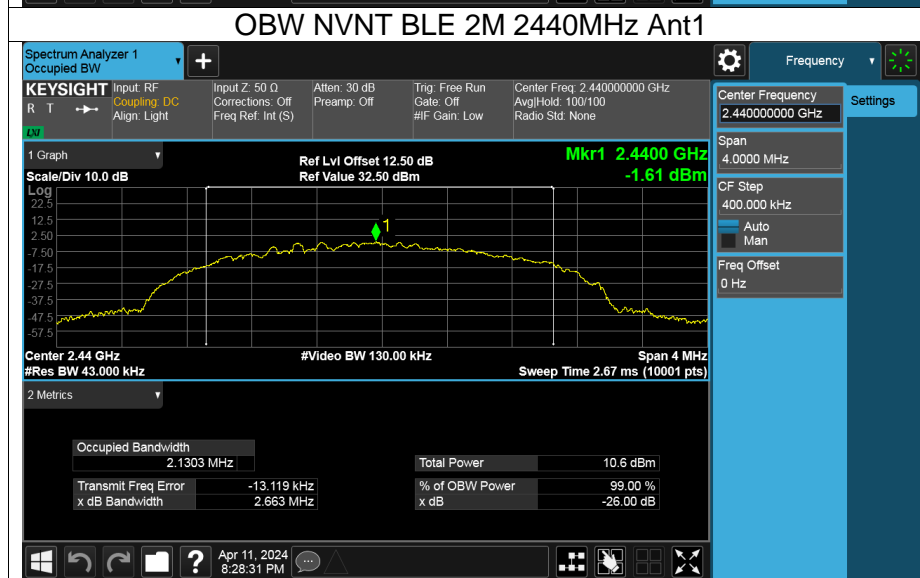 OBW NVNT BLE 2M 2440MHz Ant1
Spectrum Analyzer 1
Occupied BW
Frequency
KEYSIGHT
R T
LXI
Input: RF
Coupling: DC
Align: Light
Input Z: 50 Ω
Corrections: Off
Freq Ref: Int (S)
Atten: 30 dB
Preamp: Off
Trig: Free Run
Gate: Off
#IF Gain: Low
Center Freq: 2.440000000 GHz
Avg|Hold: 100/100
Radio Std: None
Center Frequency
2.440000000 GHz
Settings
Span
4.0000 MHz
CF Step
400.000 kHz
Auto
Man
Freq Offset
0 Hz
1 Graph
Scale/Div 10.0 dB
Ref Lvl Offset 12.50 dB
Ref Value 32.50 dBm
Mkr1 2.4400 GHz
-1.61 dBm
Log
22.5
12.5
2.50
-7.50
-17.5
-27.5
-37.5
-47.5
-57.5
1
Center 2.44 GHz
#Video BW 130.00 kHz
Span 4 MHz
#Res BW 43.000 kHz
Sweep Time 2.67 ms (10001 pts)
2 Metrics
Occupied Bandwidth
2.1303 MHz
Total Power 10.6 dBm
Transmit Freq Error -13.119 kHz
% of OBW Power 99.00 %
x dB Bandwidth 2.663 MHz
x dB -26.00 dB
?
Apr 11, 2024
8:28:31 PM